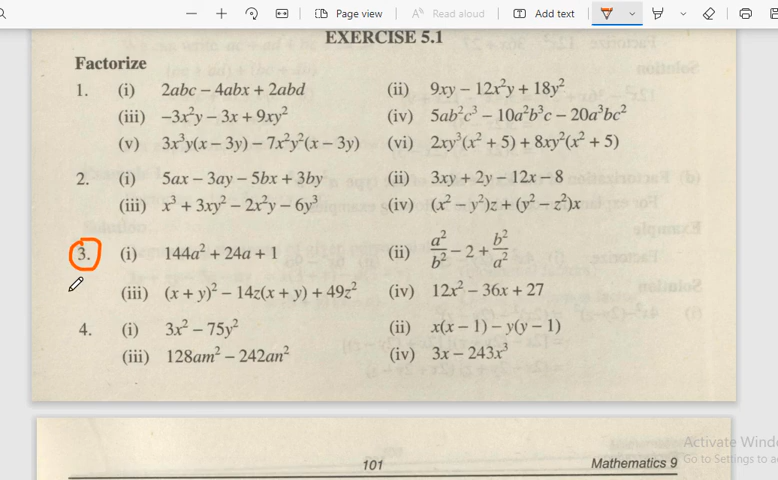 Page view
Read aloud
Add text
EXERCISE 5.1
Factorize
1. (i) 2abc – 4abx + 2abd (ii) 9xy – 12x²y + 18y²
(iii) –3x²y – 3x + 9xy² (iv) 5ab²c³ – 10a²b³c – 20a³bc²
(v) 3x³y(x – 3y) – 7x²y²(x – 3y) (vi) 2xy³(x² + 5) + 8xy²(x² + 5)
2. (i) 5ax – 3ay – 5bx + 3by (ii) 3xy + 2y – 12x – 8
(iii) x³ + 3xy² – 2x²y – 6y³ (iv) (x² – y²)z + (y² – z²)x
3. (i) 144a² + 24a + 1 (ii) a²/b² – 2 + b²/a²
(iii) (x + y)² – 14z(x + y) + 49z² (iv) 12x² – 36x + 27
4. (i) 3x² – 75y² (ii) x(x – 1) – y(y – 1)
(iii) 128am² – 242an² (iv) 3x – 243x³
Activate Wind
101 Mathematics 9
Go to Settings to a